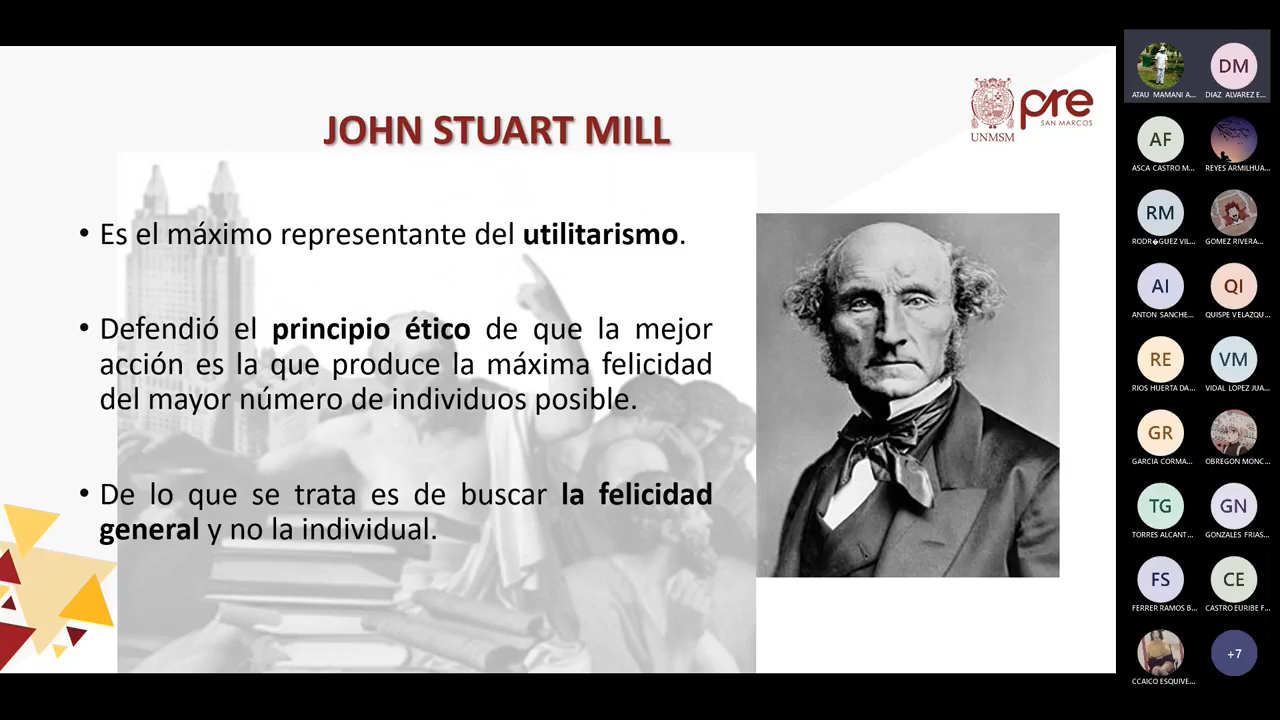 JOHN STUART MILL
UNMSM
pre
SAN MARCOS
• Es el máximo representante del utilitarismo.
• Defendió el principio ético de que la mejor
acción es la que produce la máxima felicidad
del mayor número de individuos posible.
• De lo que se trata es de buscar la felicidad
general y no la individual.
ATAU MAMANI A...
DM
DIAZ ALVAREZ E...
AF
ASCA CASTRO M...
REYES ARMILHUA...
RM
RODR�GUEZ VIL...
GOMEZ RIVERA...
AI
ANTON SANCHE...
QI
QUISPE VELAZQU...
RE
RIOS HUERTA DA...
VM
VIDAL LOPEZ JUA...
GR
GARCIA CORMA...
OBREGON MONC...
TG
TORRES ALCANT...
GN
GONZALES FRIAS...
FS
FERRER RAMOS B...
CE
CASTRO EURIBE F...
CCAICO ESQUIVE...
+7